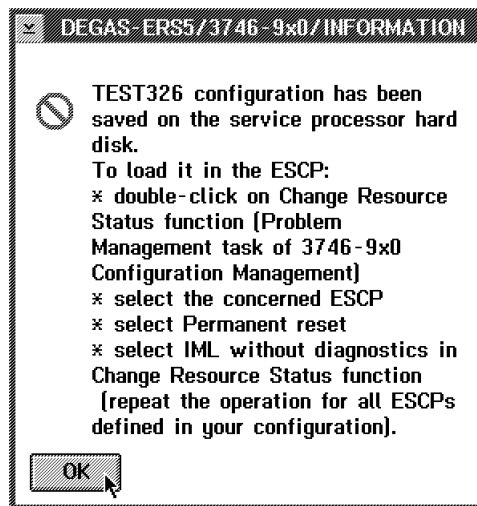 DEGAS-ERS5/3746-9x0/INFORMATION
TEST326 configuration has been
saved on the service processor hard
disk.
To load it in the ESCP:
* double-click on Change Resource
Status function (Problem
Management task of 3746-9x0
Configuration Management)
* select the concerned ESCP
* select Permanent reset
* select IML without diagnostics in
Change Resource Status function
(repeat the operation for all ESCPs
defined in your configuration).
OK